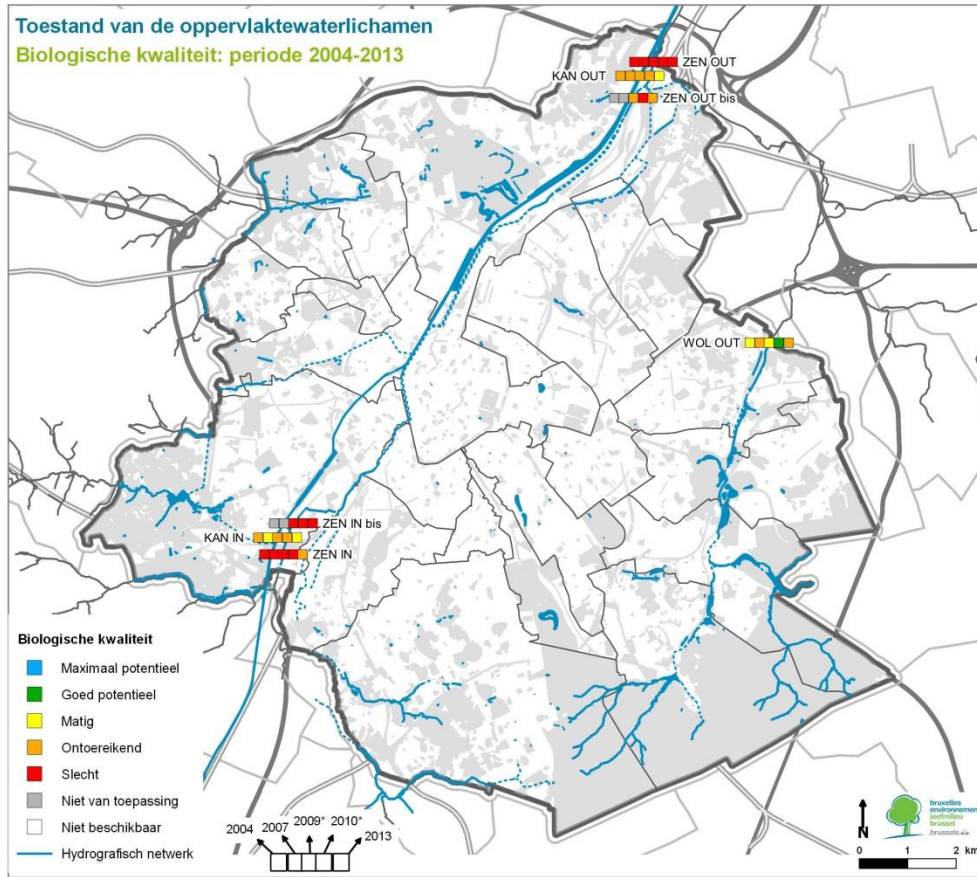 Toestand van de oppervlaktewaterlichamen
Biologische kwaliteit: periode 2004-2013
ZEN OUT
KAN OUT
ZEN OUT bis
WOL OUT
ZEN IN bis
KAN IN
ZEN IN
Biologische kwaliteit
Maximaal potentieel
Goed potentieel
Matig
Ontoereikend
Slecht
Niet van toepassing
Niet beschikbaar
Hydrografisch netwerk
2004
2007
2009*
2010*
2013
N
bruxelles
environnement
leefmilieu
brussel
.brussels
0 1 2 km